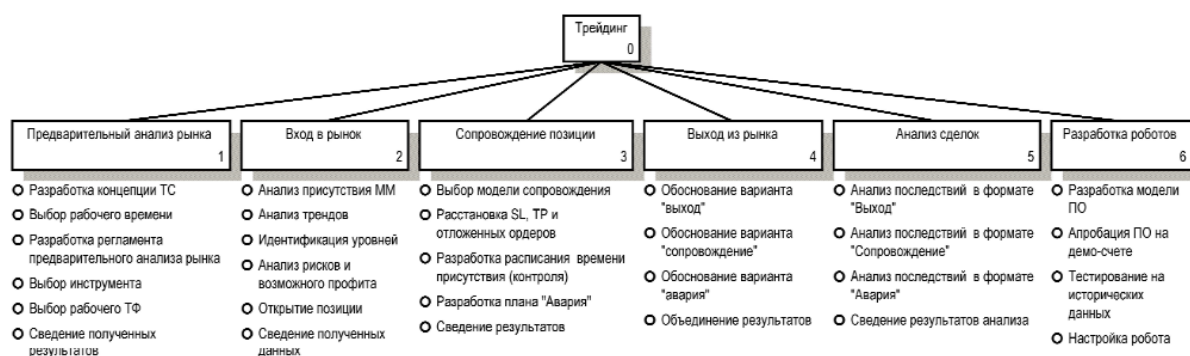 Трейдинг
0
Предварительный анализ рынка
1
Разработка концепции ТС
Выбор рабочего времени
Разработка регламента
предварительного анализа рынка
Выбор инструмента
Выбор рабочего ТФ
Сведение полученных
результатов
Вход в рынок
2
Анализ присутствия ММ
Анализ трендов
Идентификация уровней
Анализ рисков и
возможного профита
Открытие позиции
Сведение полученных
данных
Сопровождение позиции
3
Выбор модели сопровождения
Расстановка SL, TP и
отложенных ордеров
Разработка расписания времени
присутствия (контроля)
Разработка плана "Авария"
Сведение результатов
Выход из рынка
4
Обоснование варианта
"выход"
Обоснование варианта
"сопровождение"
Обоснование варианта
"авария"
Объединение результатов
Анализ сделок
5
Анализ последствий в формате
"Выход"
Анализ последствий в формате
"Сопровождение"
Анализ последствий в формате
"Авария"
Сведение результатов анализа
Разработка роботов
6
Разработка модели
ПО
Апробация ПО на
демо-счете
Тестирование на
исторических
данных
Настройка робота